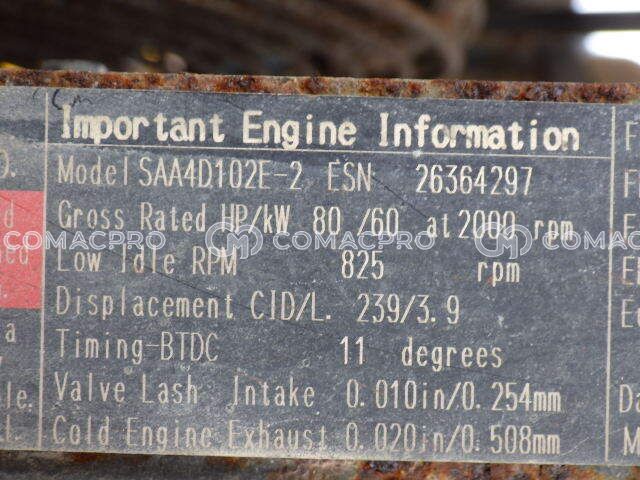 Important Engine Information
Model SAA4D102E-2 ESN 26364297
Gross Rated HP/kW 80 /60 at 2000 rpm
COMACPRO COMACPRO
Low Idle RPM 825 rpm
Displacement CID/L. 239/3.9
Timing-BTDC 11 degrees
Valve Lash Intake 0.010in/0.254mm
Cold Engine Exhaust 0.020in/0.508mm